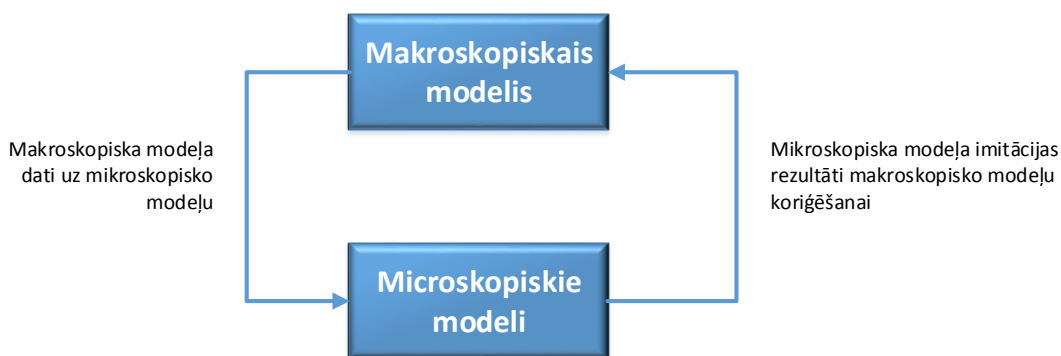 Makroskopiskais
modelis
Makroskopiska modeļa
dati uz mikroskopisko
modeļu
Mikroskopiska modeļa imitācijas
rezultāti makroskopisko modeļu
koriģēšanai
Microskopiskie
modeli